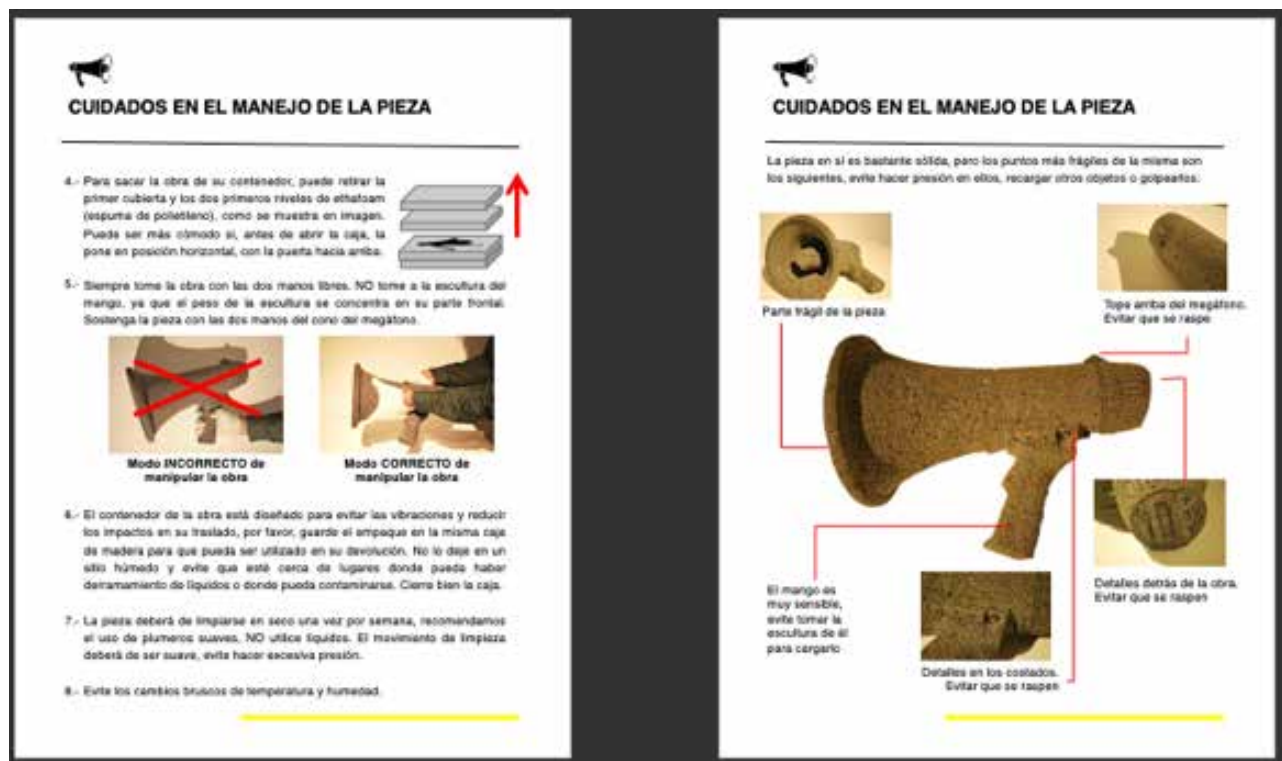 CUIDADOS EN EL MANEJO DE LA PIEZA
4.- Para sacar la obra de su contenedor, puede retirar la
primer cubierta y los dos primeros niveles de ethafoam
(espuma de polietileno), como se muestra en imagen.
Puede ser más cómodo si, antes de abrir la caja, la
pone en posición horizontal, con la puerta hacia arriba.
5.- Siempre tome la obra con las dos manos libres. NO tome a la escultura del
mango, ya que el peso de la escultura se concentra en su parte frontal.
Sostenga la pieza con las dos manos del cono del megáfono.
Modo INCORRECTO de
manipular la obra
Modo CORRECTO de
manipular la obra
6.- El contenedor de la obra está diseñado para evitar las vibraciones y reducir
los impactos en su traslado, por favor, guarde el empaque en la misma caja
de madera para que pueda ser utilizado en su devolución. No lo deje en un
sitio húmedo y evite que esté cerca de lugares donde pueda haber
derramamiento de líquidos o donde pueda contaminarse. Cierre bien la caja.
7.- La pieza deberá de limpiarse en seco una vez por semana, recomendamos
el uso de plumeros suaves, NO utilice líquidos. El movimiento de limpieza
deberá de ser suave, evite hacer excesiva presión.
8.- Evite los cambios bruscos de temperatura y humedad.
CUIDADOS EN EL MANEJO DE LA PIEZA
La pieza en sí es bastante sólida, pero los puntos más frágiles de la misma son
los siguientes, evite hacer presión en ellos, recargar otros objetos o golpearlos:
Parte frágil de la pieza
Tope arriba del megáfono.
Evitar que se raspe
El mango es
muy sensible,
evite tomar la
escultura de él
para cargarlo
Detalles detrás de la obra.
Evitar que se raspen
Detalles en los costados.
Evitar que se raspen